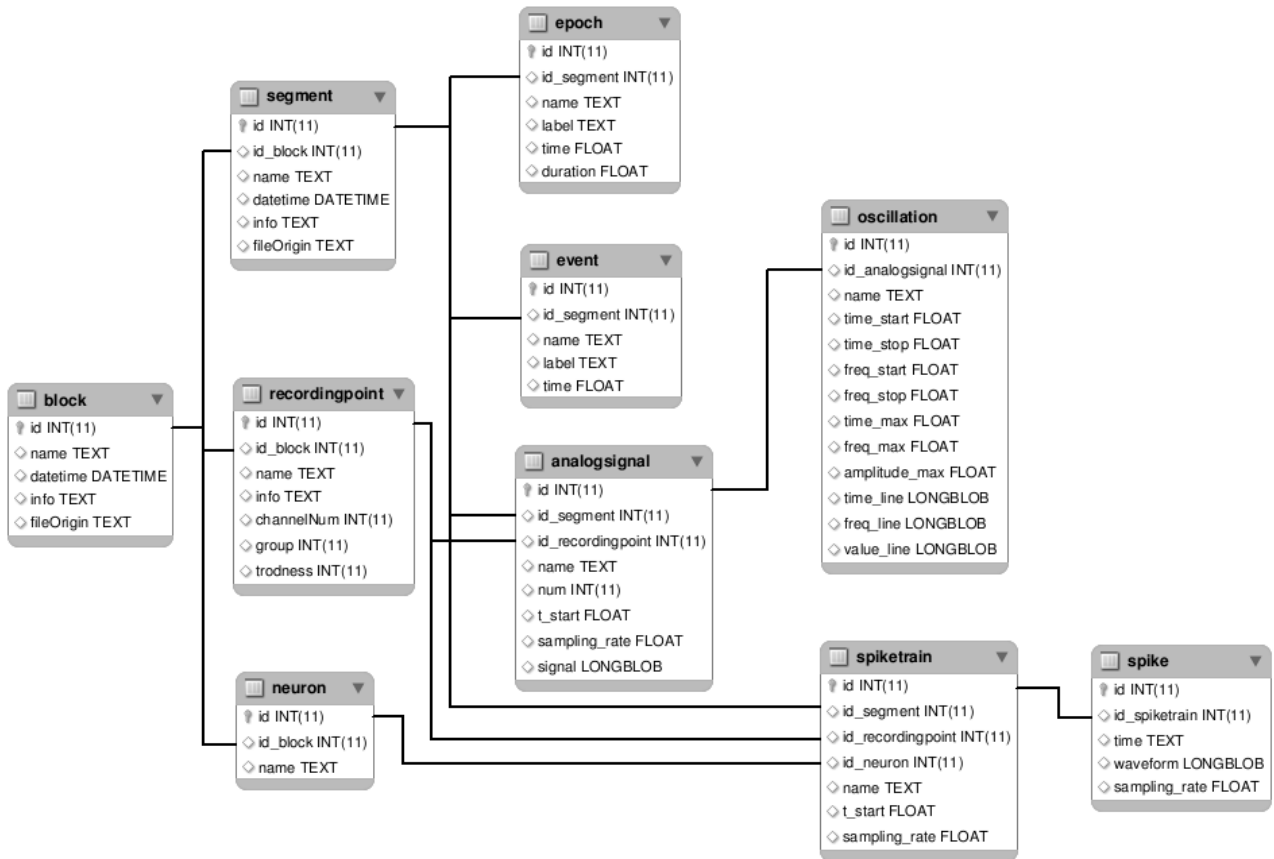 block
id INT(11)
name TEXT
datetime DATETIME
info TEXT
fileOrigin TEXT
segment
id INT(11)
id_block INT(11)
name TEXT
datetime DATETIME
info TEXT
fileOrigin TEXT
recordingpoint
id INT(11)
id_block INT(11)
name TEXT
info TEXT
channelNum INT(11)
group INT(11)
trodness INT(11)
neuron
id INT(11)
id_block INT(11)
name TEXT
epoch
id INT(11)
id_segment INT(11)
name TEXT
label TEXT
time FLOAT
duration FLOAT
event
id INT(11)
id_segment INT(11)
name TEXT
label TEXT
time FLOAT
analogsignal
id INT(11)
id_segment INT(11)
id_recordingpoint INT(11)
name TEXT
num INT(11)
t_start FLOAT
sampling_rate FLOAT
signal LONGBLOB
oscillation
id INT(11)
id_analogsignal INT(11)
name TEXT
time_start FLOAT
time_stop FLOAT
freq_start FLOAT
freq_stop FLOAT
time_max FLOAT
freq_max FLOAT
amplitude_max FLOAT
time_line LONGBLOB
freq_line LONGBLOB
value_line LONGBLOB
spiketrain
id INT(11)
id_segment INT(11)
id_recordingpoint INT(11)
id_neuron INT(11)
name TEXT
t_start FLOAT
sampling_rate FLOAT
spike
id INT(11)
id_spiketrain INT(11)
time TEXT
waveform LONGBLOB
sampling_rate FLOAT